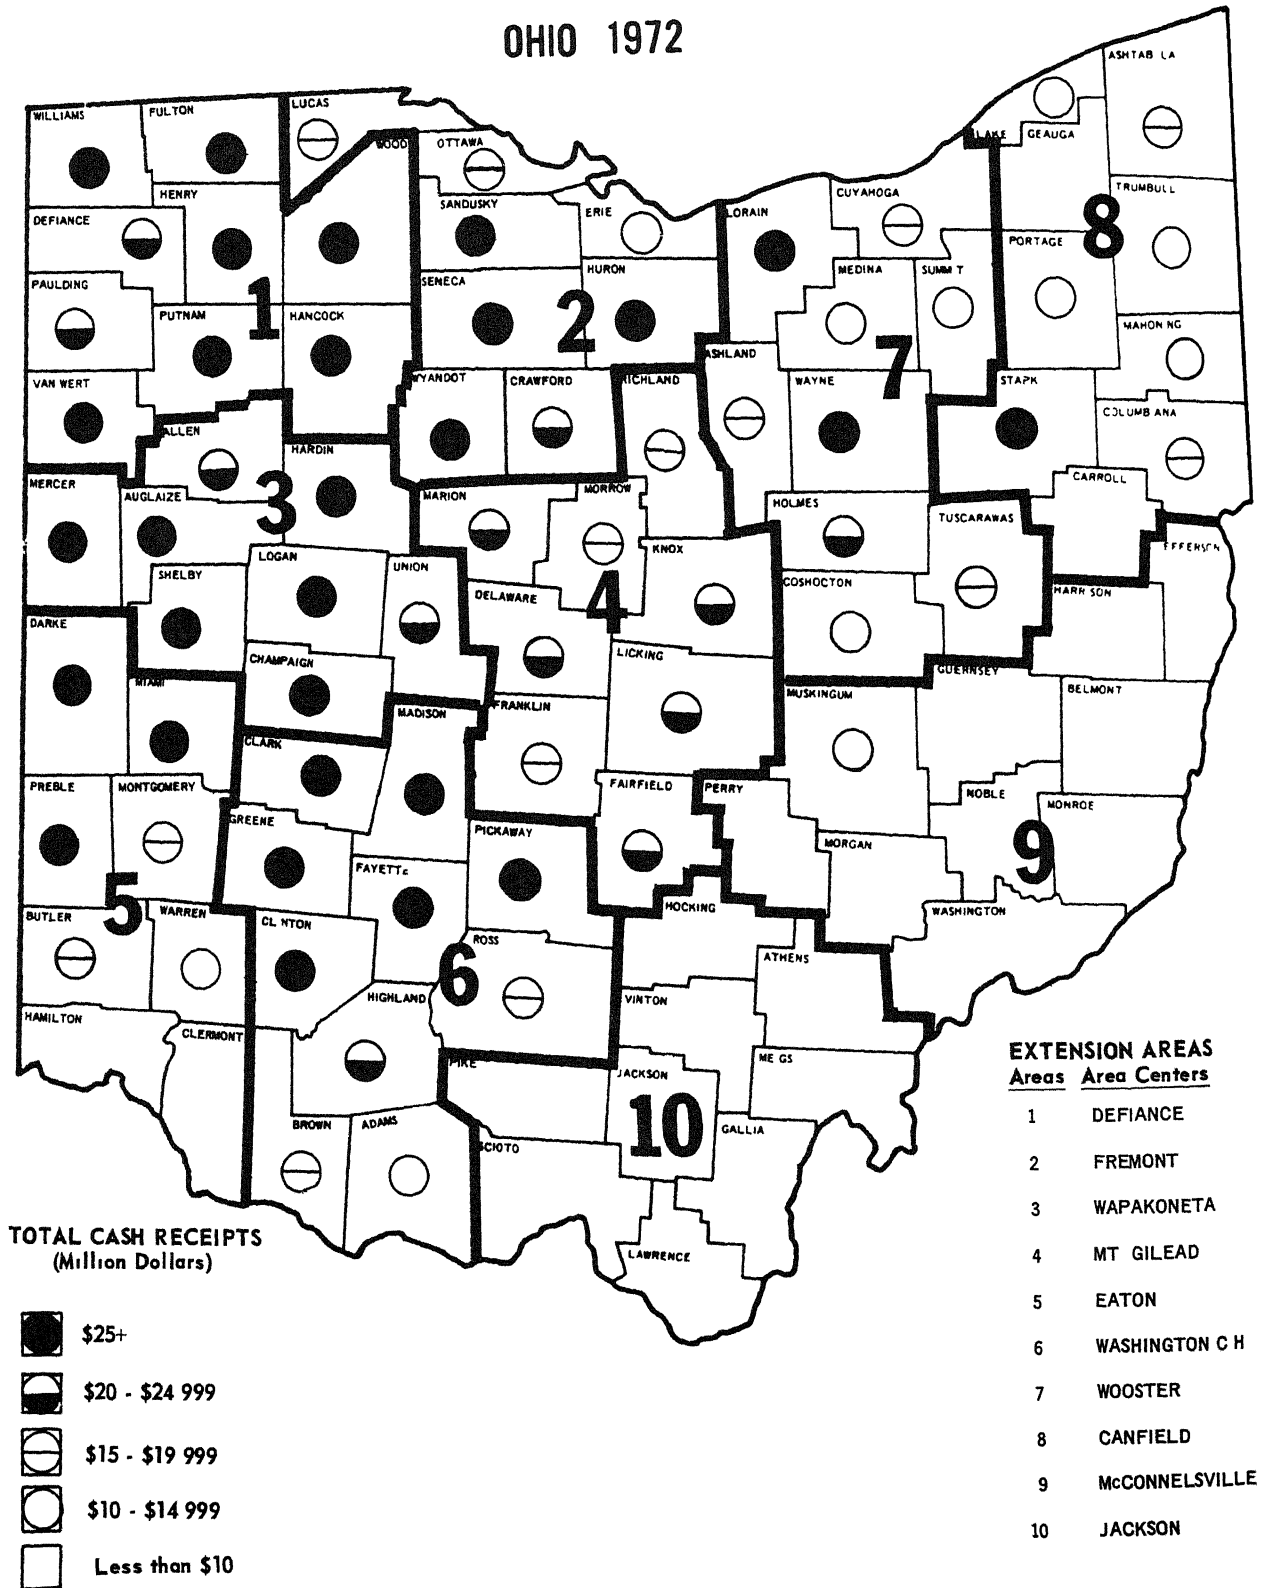 OHIO 1972
ASHTAB LA
LUCAS
FULTON
WILLIAMS
LAKE
GEAUGA
WOOD
OTTAWA
TRUMBULL
HENRY
CUYAHOGA
SANDUSKY
ERIE
LORAIN
DEFIANCE
8
PORTAGE
HURON
MEDINA
SUMM T
SENECA
PAULDING
1
2
PUTNAM
HANCOCK
MAHON NG
7
ASHLAND
VAN WERT
WYANDOT
CRAWFORD
RICHLAND
WAYNE
STARK
COLUMB ANA
ALLEN
HARDIN
CARROLL
MERCER
3
AUGLAIZE
MARION
MORROW
HOLMES
TUSCARAWAS
EFFERSON
KNOX
LOGAN
UNION
SHELBY
COSHOCTON
HARR SON
DELAWARE
4
DARKE
LICKING
CHAMPAIGN
GUERNSEY
MIAMI
BELMONT
MUSKINGUM
FRANKLIN
MADISON
CLARK
PREBLE
MONTGOMERY
FAIRFIELD
PERRY
NOBLE
MONROE
GREENE
PICKAWAY
MORGAN
9
FAYETTE
5
HOCKING
BUTLER
WARREN
CL NTON
WASHINGTON
ROSS
6
ATHENS
HIGHLAND
VINTON
HAMILTON
CLERMONT
PIKE
ME GS
JACKSON
10
BROWN
ADAMS
GALLIA
SCIOTO
LAWRENCE
EXTENSION AREAS
Areas Area Centers
1 DEFIANCE
2 FREMONT
3 WAPAKONETA
4 MT GILEAD
5 EATON
6 WASHINGTON C H
7 WOOSTER
8 CANFIELD
9 McCONNELSVILLE
10 JACKSON
TOTAL CASH RECEIPTS
(Million Dollars)
$25+
$20 - $24 999
$15 - $19 999
$10 - $14 999
Less than $10